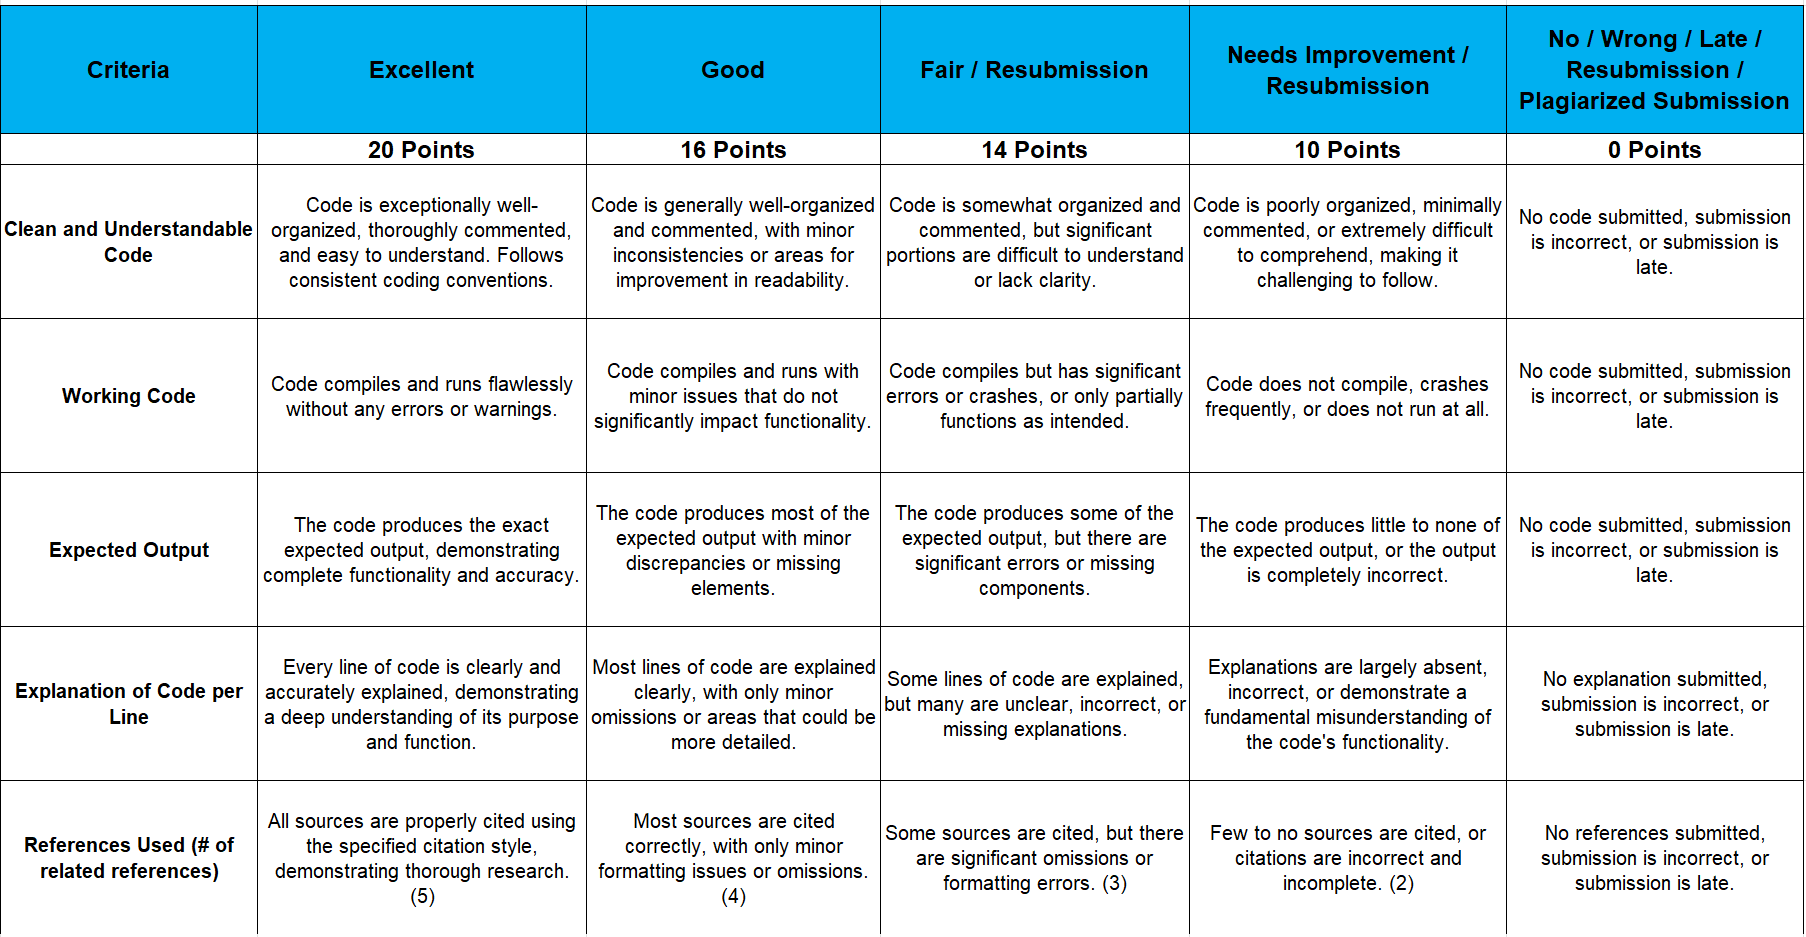 Criteria
Excellent
Good
Fair / Resubmission
Needs Improvement /
Resubmission
No / Wrong / Late /
Resubmission /
Plagiarized Submission
20 Points
16 Points
14 Points
10 Points
0 Points
Clean and Understandable
Code
Code is exceptionally well-
organized, thoroughly commented,
and easy to understand. Follows
consistent coding conventions.
Code is generally well-organized
and commented, with minor
inconsistencies or areas for
improvement in readability.
Code is somewhat organized and
commented, but significant
portions are difficult to understand
or lack clarity.
Code is poorly organized, minimally
commented, or extremely difficult
to comprehend, making it
challenging to follow.
No code submitted, submission
is incorrect, or submission is
late.
Working Code
Code compiles and runs flawlessly
without any errors or warnings.
Code compiles and runs with
minor issues that do not
significantly impact functionality.
Code compiles but has significant
errors or crashes, or only partially
functions as intended.
Code does not compile, crashes
frequently, or does not run at all.
No code submitted, submission
is incorrect, or submission is
late.
Expected Output
The code produces the exact
expected output, demonstrating
complete functionality and accuracy.
The code produces most of the
expected output with minor
discrepancies or missing
elements.
The code produces some of the
expected output, but there are
significant errors or missing
components.
The code produces little to none of
the expected output, or the output
is completely incorrect.
No code submitted, submission
is incorrect, or submission is
late.
Explanation of Code per
Line
Every line of code is clearly and
accurately explained, demonstrating
a deep understanding of its purpose
and function.
Most lines of code are explained
clearly, with only minor
omissions or areas that could be
more detailed.
Some lines of code are explained,
but many are unclear, incorrect, or
missing explanations.
Explanations are largely absent,
incorrect, or demonstrate a
fundamental misunderstanding of
the code's functionality.
No explanation submitted,
submission is incorrect, or
submission is late.
References Used (# of
related references)
All sources are properly cited using
the specified citation style,
demonstrating thorough research.
(5)
Most sources are cited
correctly, with only minor
formatting issues or omissions.
(4)
Some sources are cited, but there
are significant omissions or
formatting errors. (3)
Few to no sources are cited, or
citations are incorrect and
incomplete. (2)
No references submitted,
submission is incorrect, or
submission is late.